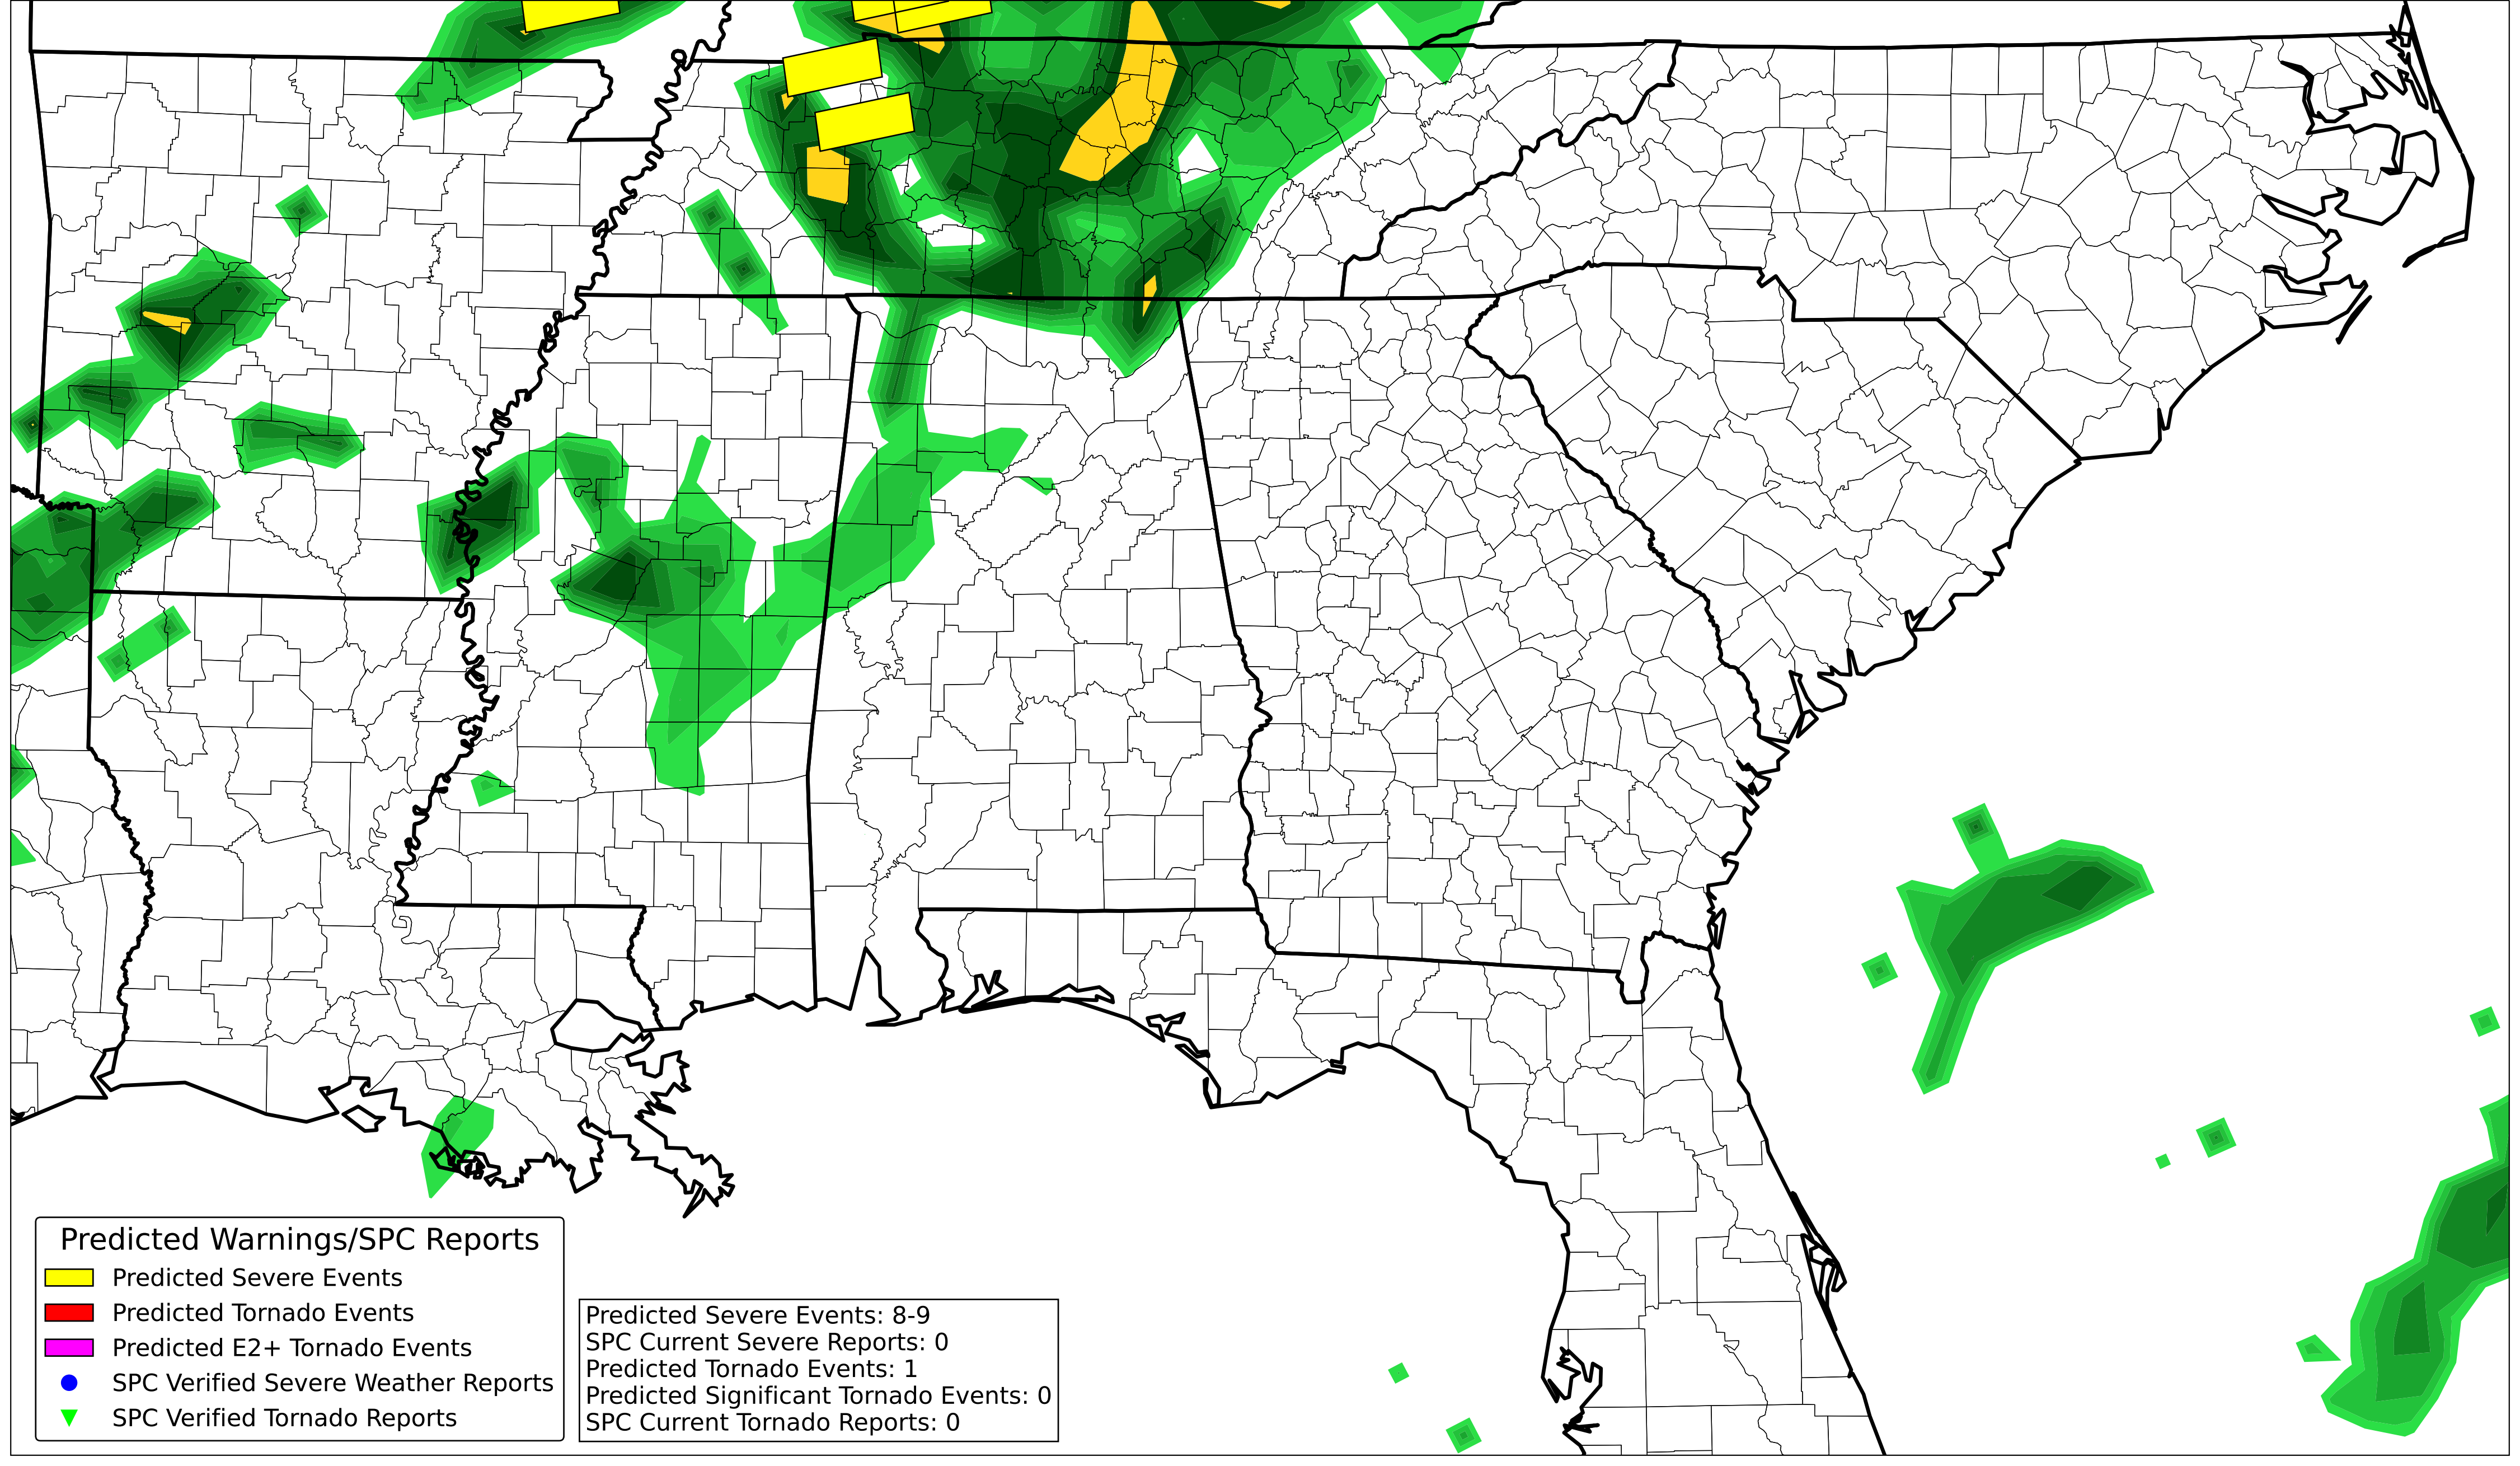 Predicted Warnings/SPC Reports
Predicted Severe Events
Predicted Tornado Events
Predicted E2+ Tornado Events
SPC Verified Severe Weather Reports
SPC Verified Tornado Reports
Predicted Severe Events: 8-9
SPC Current Severe Reports: 0
Predicted Tornado Events: 1
Predicted Significant Tornado Events: 0
SPC Current Tornado Reports: 0